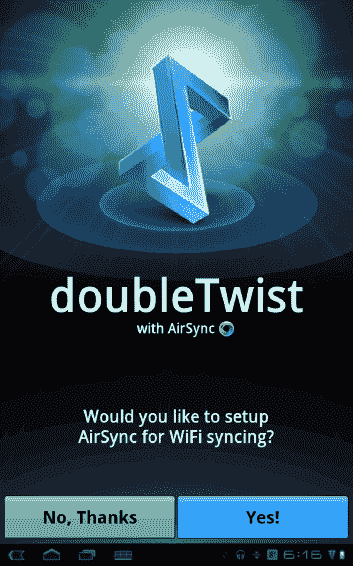 doubleTwist
with AirSync
Would you like to setup
AirSync for WiFi syncing?
No, Thanks
Yes!
6:16